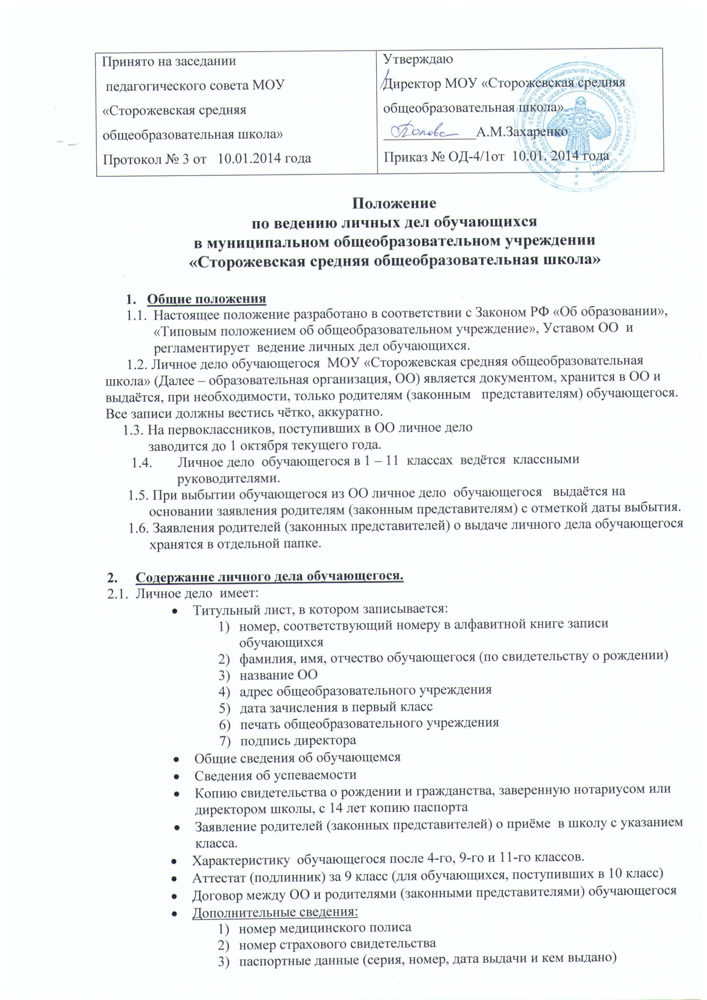 Принято на заседании
педагогического совета МОУ
«Сторожевская средняя
общеобразовательная школа»
Протокол № 3 от 10.01.2014 года
Утверждаю
Директор МОУ «Сторожевская средняя
общеобразовательная школа»
Попова А.М.Захаренко
Приказ № ОД-4/1от 10.01. 2014 года
Положение
по ведению личных дел обучающихся
в муниципальном общеобразовательном учреждении
«Сторожевская средняя общеобразовательная школа»
1. Общие положения
1.1. Настоящее положение разработано в соответствии с Законом РФ «Об образовании»,
«Типовым положением об общеобразовательном учреждение», Уставом ОО и
регламентирует ведение личных дел обучающихся.
1.2. Личное дело обучающегося МОУ «Сторожевская средняя общеобразовательная
школа» (Далее – образовательная организация, ОО) является документом, хранится в ОО и
выдаётся, при необходимости, только родителям (законным представителям) обучающегося.
Все записи должны вестись чётко, аккуратно.
1.3. На первоклассников, поступивших в ОО личное дело
заводится до 1 октября текущего года.
1.4. Личное дело обучающегося в 1 – 11 классах ведётся классными
руководителями.
1.5. При выбытии обучающегося из ОО личное дело обучающегося выдаётся на
основании заявления родителям (законным представителям) с отметкой даты выбытия.
1.6. Заявления родителей (законных представителей) о выдаче личного дела обучающегося
хранятся в отдельной папке.
2. Содержание личного дела обучающегося.
2.1. Личное дело имеет:
• Титульный лист, в котором записывается:
1) номер, соответствующий номеру в алфавитной книге записи
обучающихся
2) фамилия, имя, отчество обучающегося (по свидетельству о рождении)
3) название ОО
4) адрес общеобразовательного учреждения
5) дата зачисления в первый класс
6) печать общеобразовательного учреждения
7) подпись директора
• Общие сведения об обучающемся
• Сведения об успеваемости
• Копию свидетельства о рождении и гражданства, заверенную нотариусом или
директором школы, с 14 лет копию паспорта
• Заявление родителей (законных представителей) о приёме в школу с указанием
класса.
• Характеристику обучающегося после 4-го, 9-го и 11-го классов.
• Аттестат (подлинник) за 9 класс (для обучающихся, поступивших в 10 класс)
• Договор между ОО и родителями (законными представителями) обучающегося
• Дополнительные сведения:
1) номер медицинского полиса
2) номер страхового свидетельства
3) паспортные данные (серия, номер, дата выдачи и кем выдано)